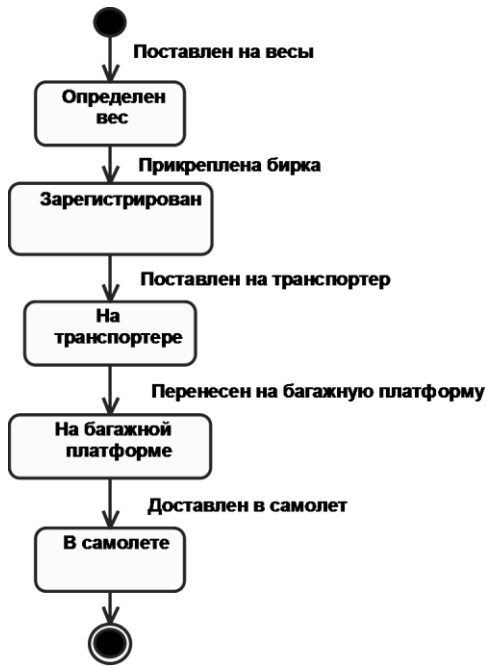 Поставлен на весы
Определен
вес
Прикреплена бирка
Зарегистрирован
Поставлен на транспортер
На
транспортере
Перенесен на багажную платформу
На багажной
платформе
Доставлен в самолет
В самолете